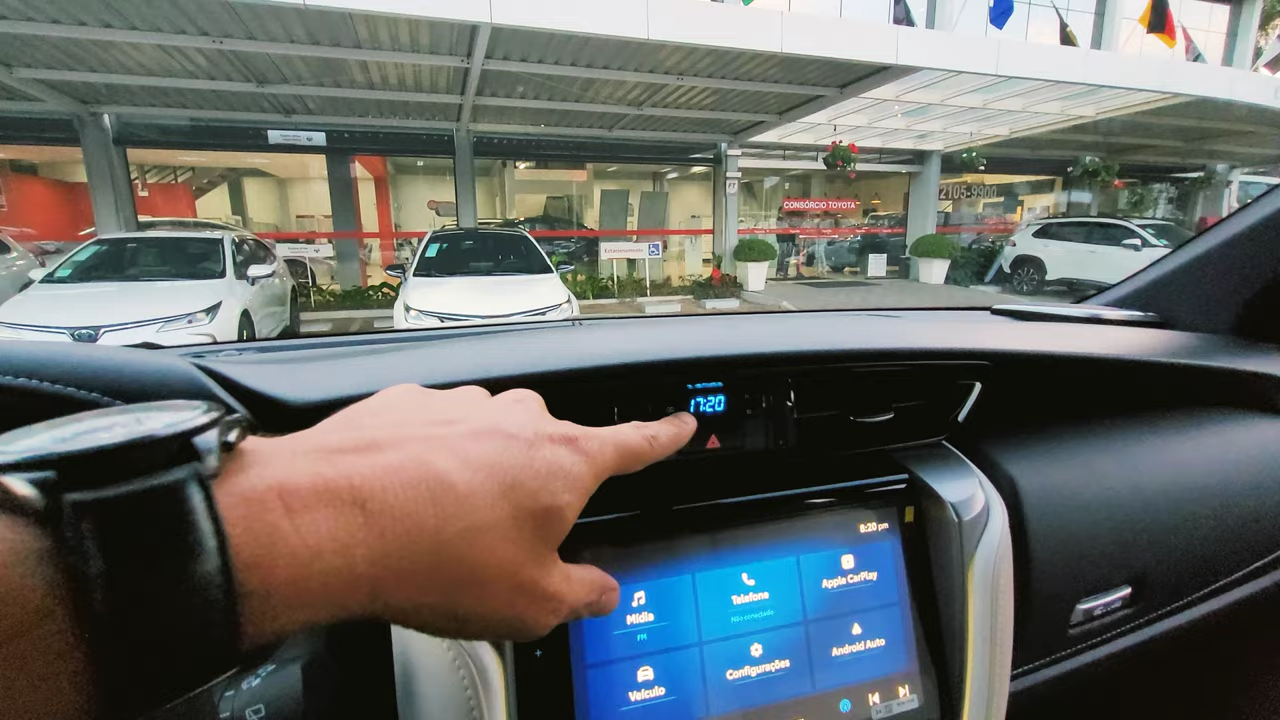 CONSÓRCIO TOYOTA
2105-9900
Estacionamento
17:20
8:20 pm
Mídia
FM
Telefone
Não conectado
Apple CarPlay
Veículo
Configurações
Android Auto